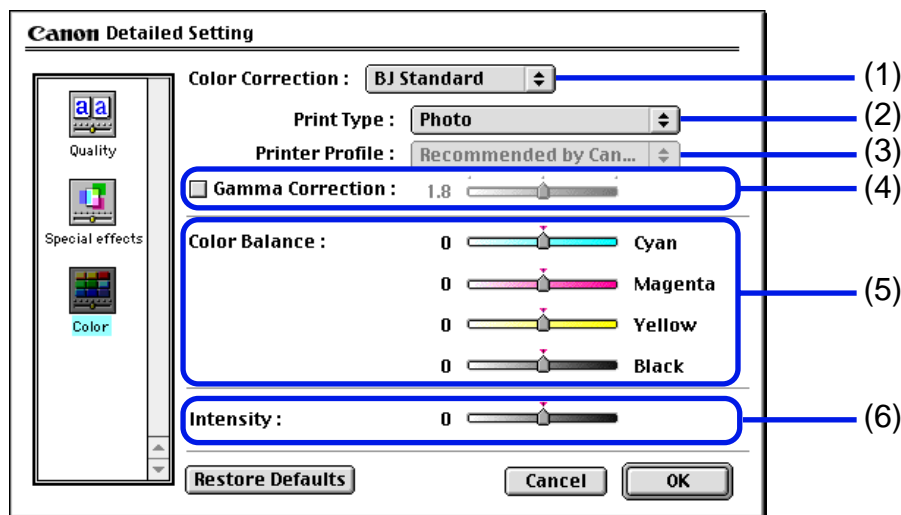 Canon Detailed Setting
Color Correction : BJ Standard (1)
aa
Quality
Print Type : Photo (2)
Printer Profile : Recommended by Can... (3)
Gamma Correction : 1.8 (4)
Special effects
Color Balance : 0 Cyan
0 Magenta (5)
Color
0 Yellow
0 Black
Intensity : 0 (6)
Restore Defaults Cancel OK